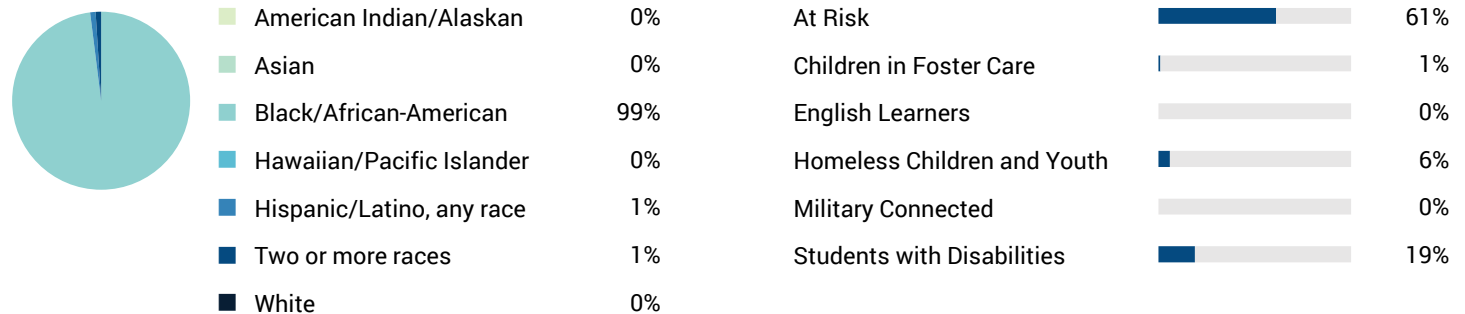 American Indian/Alaskan 0%
Asian 0%
Black/African-American 99%
Hawaiian/Pacific Islander 0%
Hispanic/Latino, any race 1%
Two or more races 1%
White 0%
At Risk 61%
Children in Foster Care 1%
English Learners 0%
Homeless Children and Youth 6%
Military Connected 0%
Students with Disabilities 19%